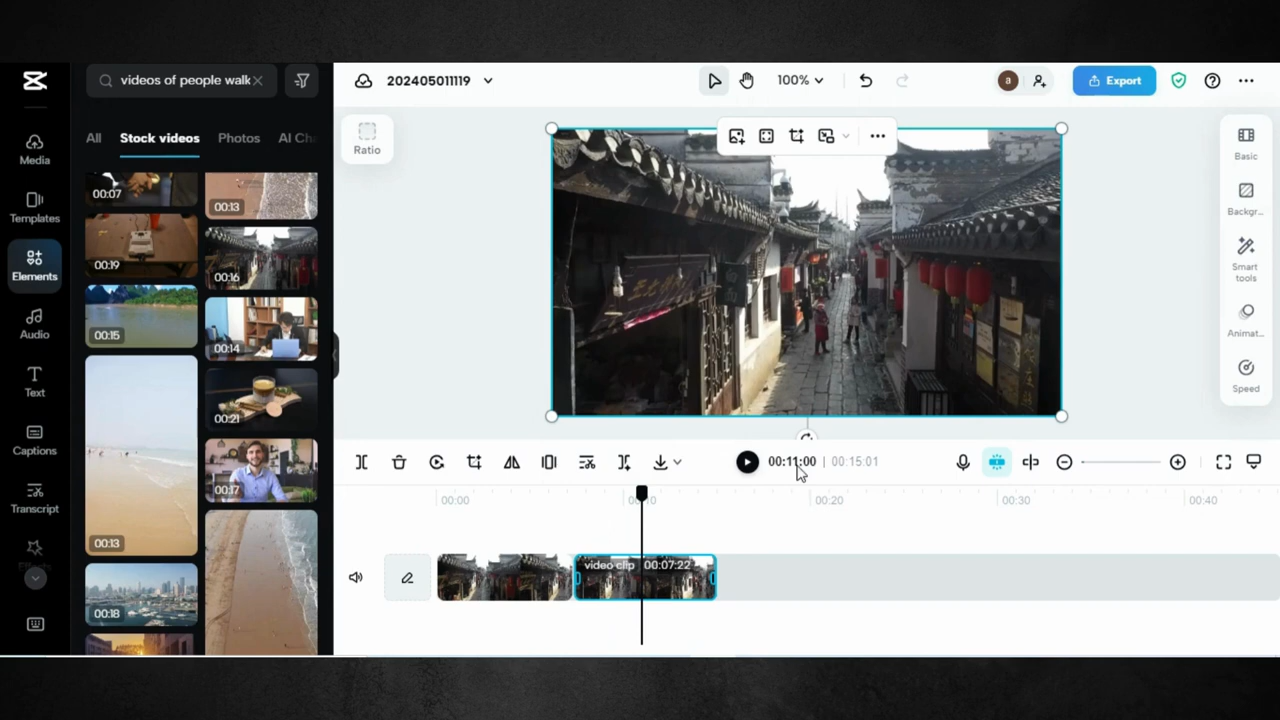 videos of people walk
202405011119
100%
a
Export
All
Stock videos
Photos
AI Ch
Ratio
Media
Templates
Elements
Audio
Text
Captions
Transcript
00:07
00:13
00:19
00:16
00:15
00:14
00:21
00:17
00:13
00:18
Basic
Backgr...
Smart
tools
Animat...
Speed
00:11:00 | 00:15:01
00:00
00:20
00:30
00:40
video clip 00:07:22